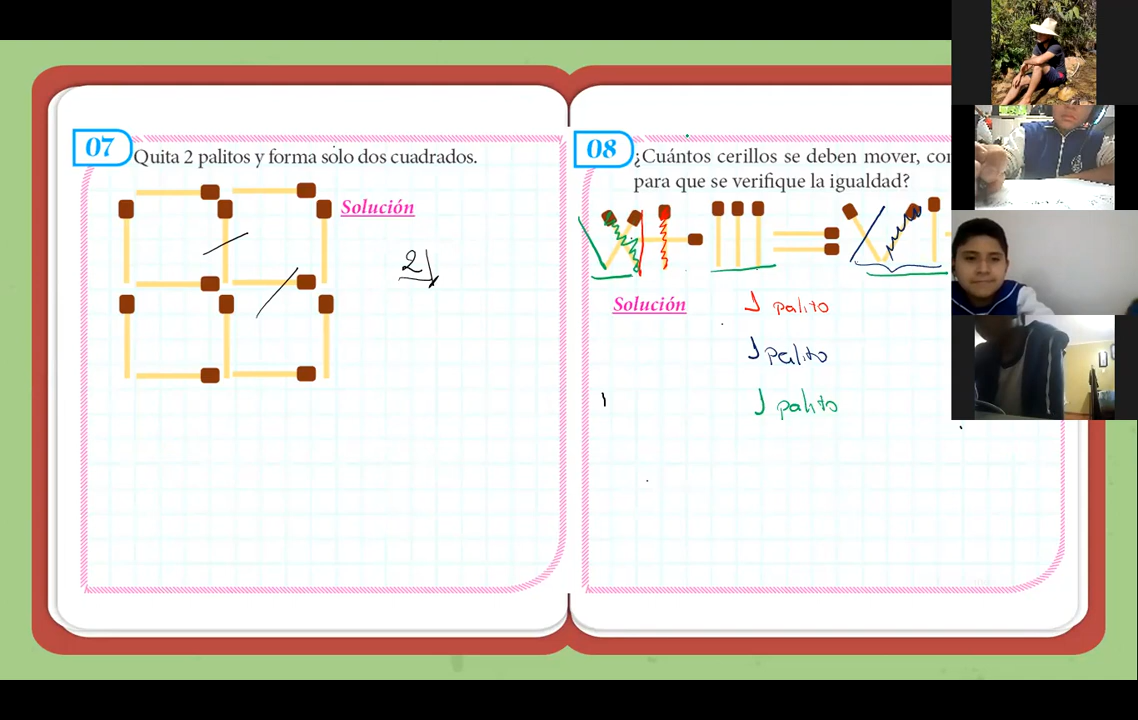 07
Quita 2 palitos y forma solo dos cuadrados.
Solución
2
08
¿Cuántos cerillos se deben mover, con
para que se verifique la igualdad?
Solución
1 palito
1 palito
1 palito